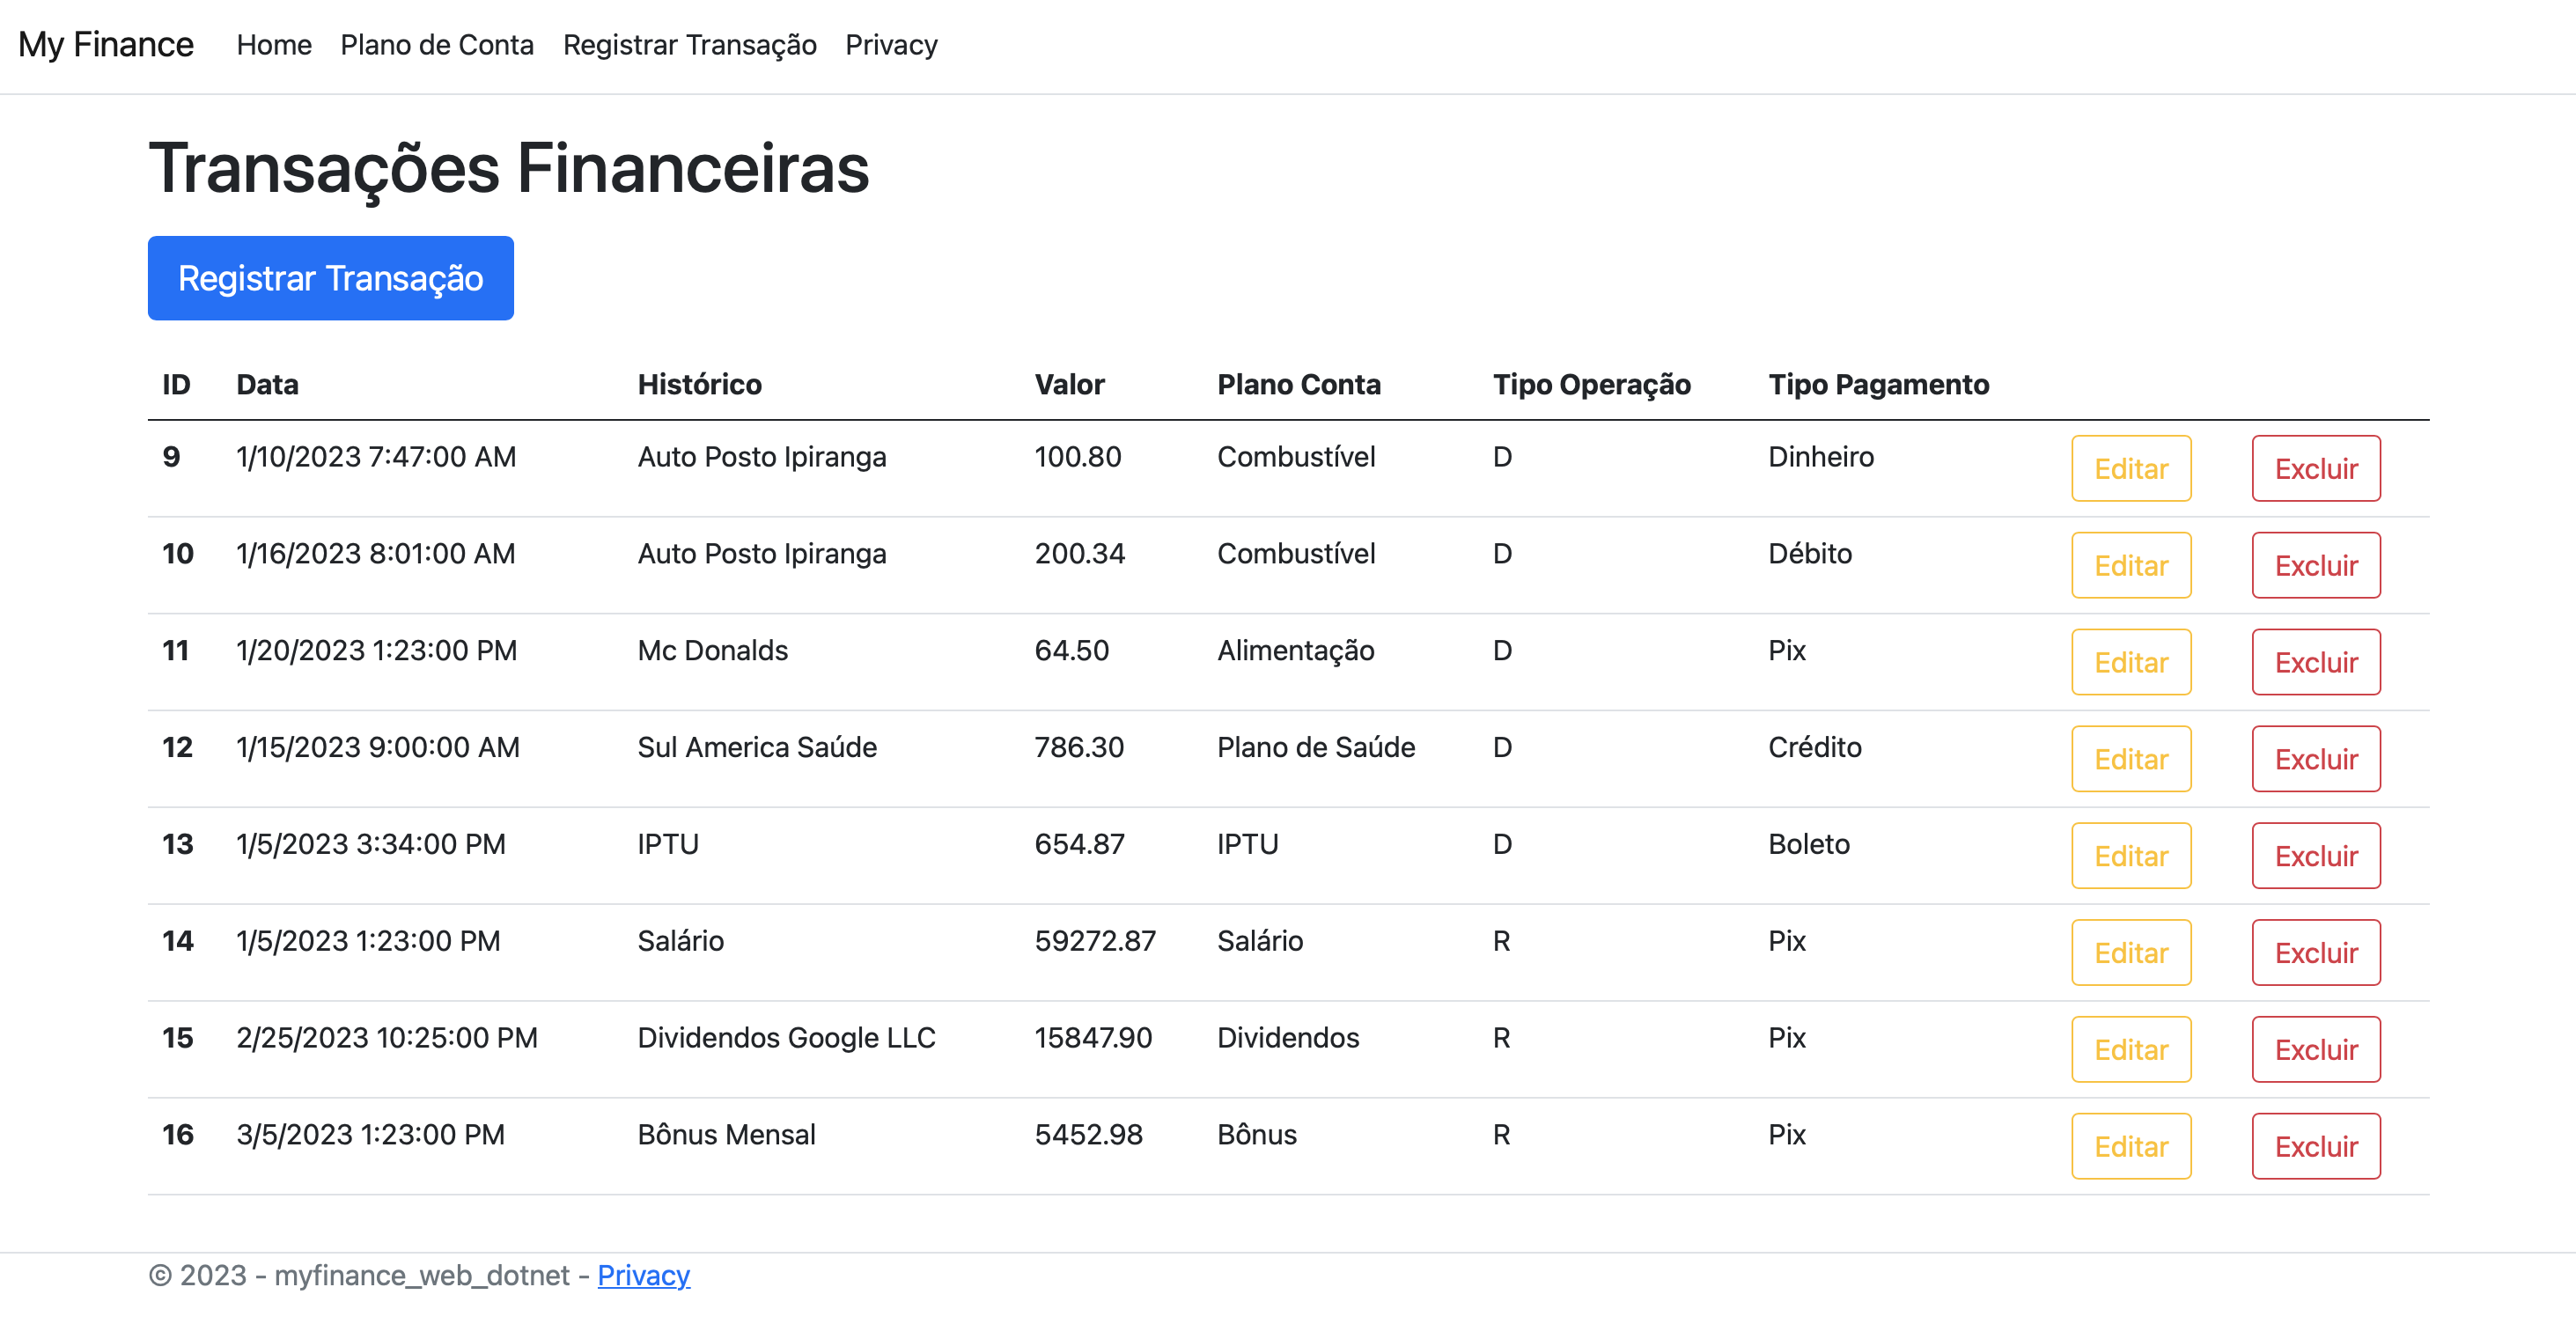 My Finance Home Plano de Conta Registrar Transação Privacy
Transações Financeiras
Registrar Transação
ID Data Histórico Valor Plano Conta Tipo Operação Tipo Pagamento
9 1/10/2023 7:47:00 AM Auto Posto Ipiranga 100.80 Combustível D Dinheiro Editar Excluir
10 1/16/2023 8:01:00 AM Auto Posto Ipiranga 200.34 Combustível D Débito Editar Excluir
11 1/20/2023 1:23:00 PM Mc Donalds 64.50 Alimentação D Pix Editar Excluir
12 1/15/2023 9:00:00 AM Sul America Saúde 786.30 Plano de Saúde D Crédito Editar Excluir
13 1/5/2023 3:34:00 PM IPTU 654.87 IPTU D Boleto Editar Excluir
14 1/5/2023 1:23:00 PM Salário 59272.87 Salário R Pix Editar Excluir
15 2/25/2023 10:25:00 PM Dividendos Google LLC 15847.90 Dividendos R Pix Editar Excluir
16 3/5/2023 1:23:00 PM Bônus Mensal 5452.98 Bônus R Pix Editar Excluir
© 2023 - myfinance_web_dotnet - Privacy